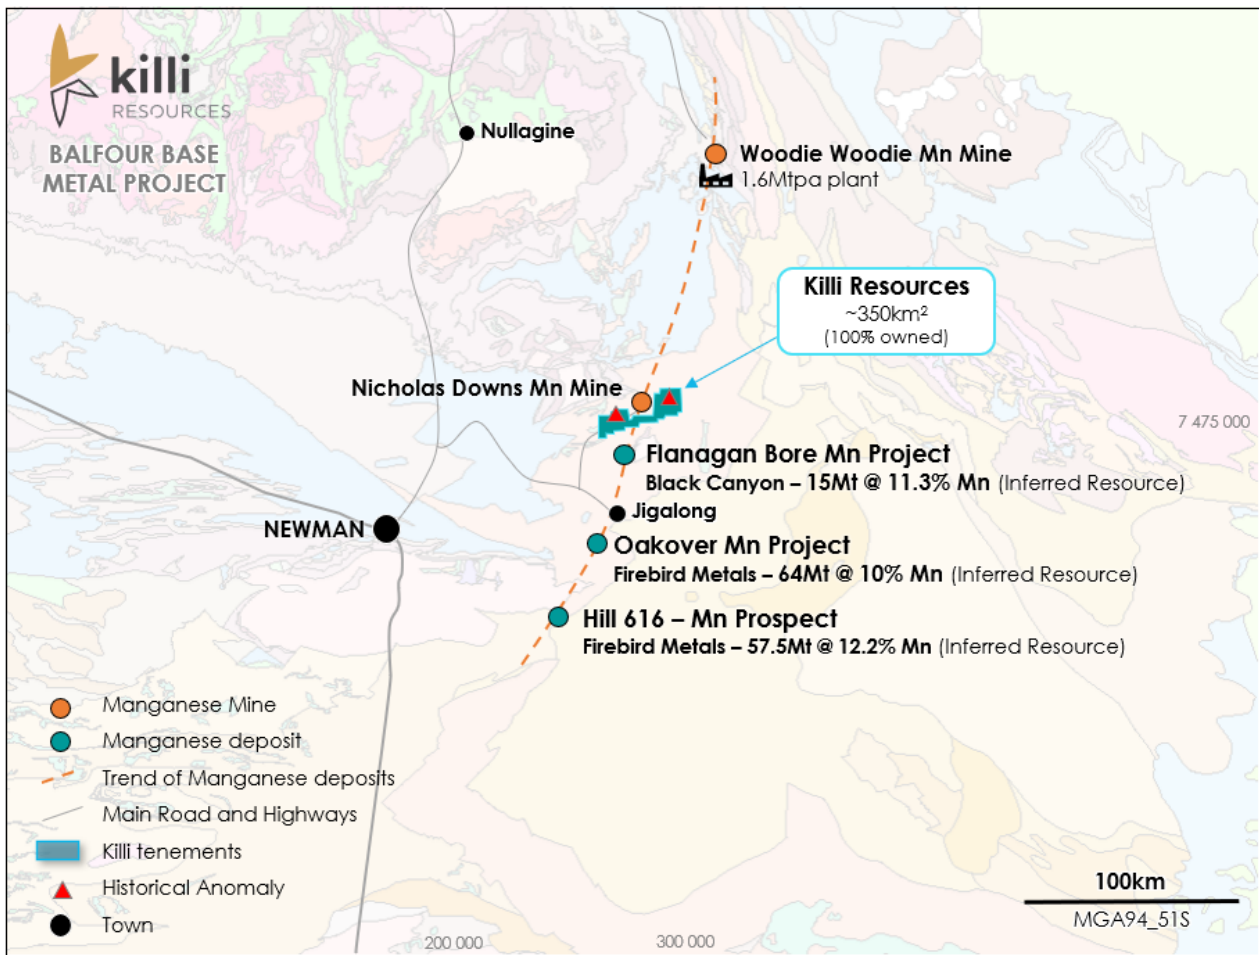 killi
RESOURCES
BALFOUR BASE
METAL PROJECT
Nullagine
Woodie Woodie Mn Mine
1.6Mtpa plant
Killi Resources
~350km²
(100% owned)
Nicholas Downs Mn Mine
7 475 000
Flanagan Bore Mn Project
Black Canyon – 15Mt @ 11.3% Mn (Inferred Resource)
Jigalong
NEWMAN
Oakover Mn Project
Firebird Metals – 64Mt @ 10% Mn (Inferred Resource)
Hill 616 – Mn Prospect
Firebird Metals – 57.5Mt @ 12.2% Mn (Inferred Resource)
Manganese Mine
Manganese deposit
Trend of Manganese deposits
Main Road and Highways
Killi tenements
Historical Anomaly
Town
100km
MGA94_51S
200 000
300 000